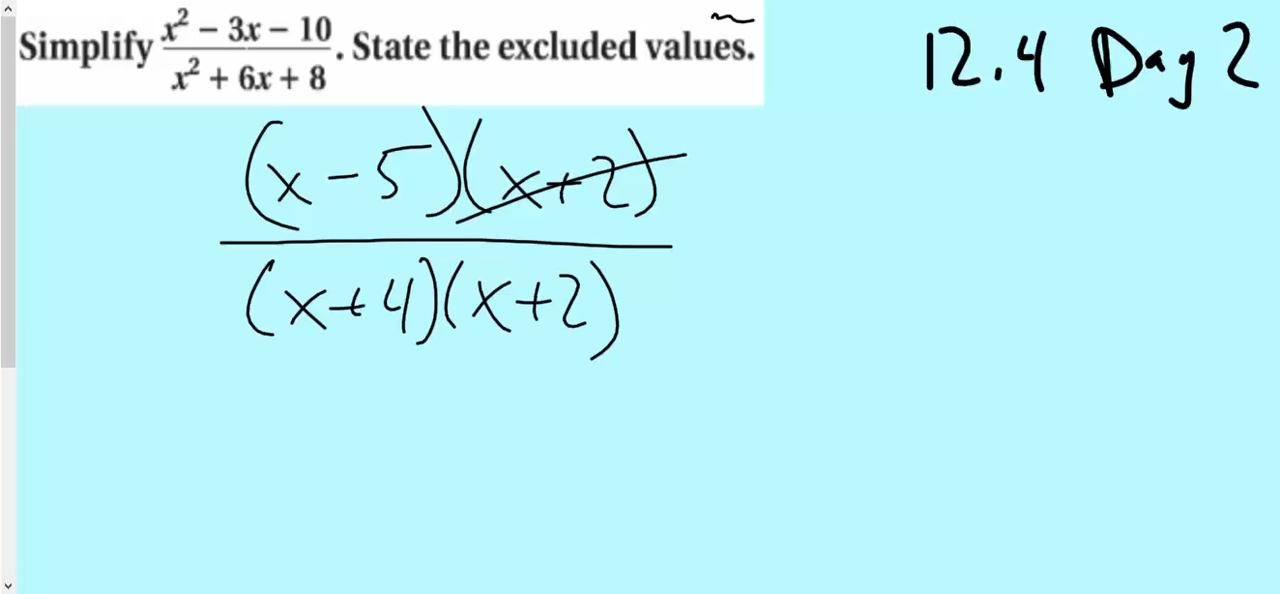 Simplify \frac{x² − 3x − 10}{x² + 6x + 8}. State the excluded values.
12.4 Day 2
(x - 5)(x+2)
(x+4)(x+2)